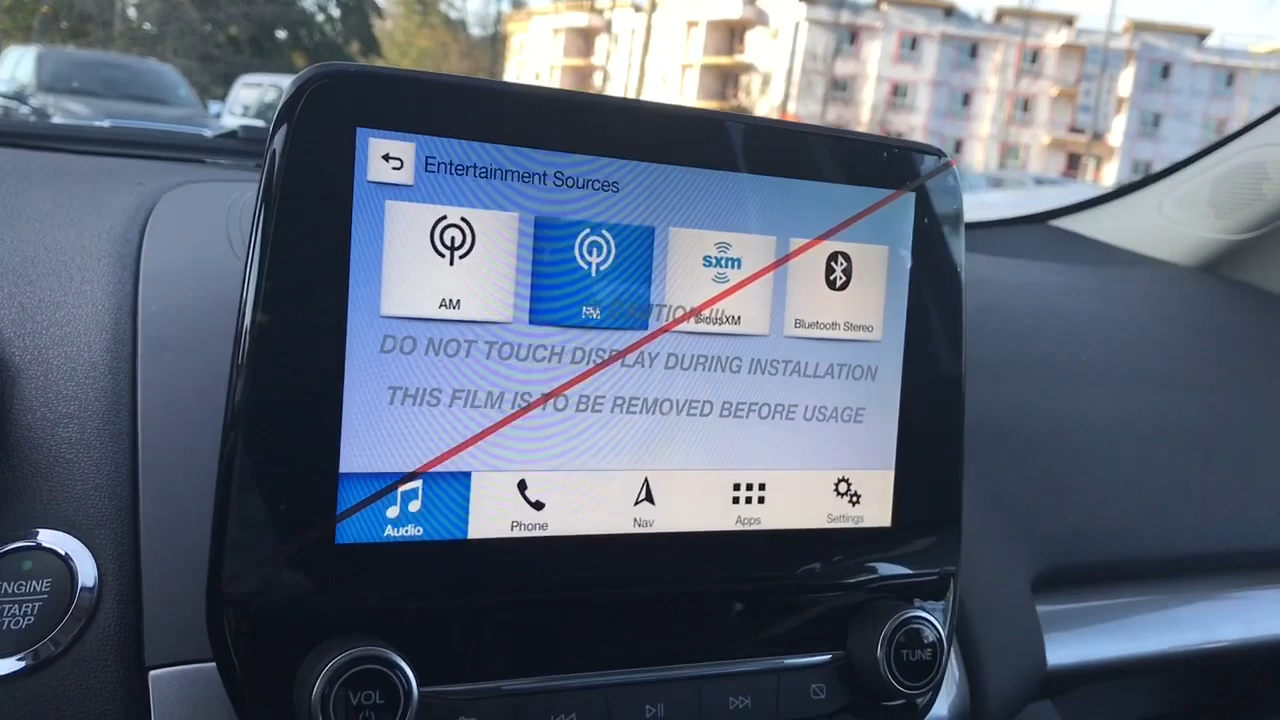 Entertainment Sources
AM
FM
sxm
SiriusXM
Bluetooth Stereo
DO NOT TOUCH DISPLAY DURING INSTALLATION
THIS FILM IS TO BE REMOVED BEFORE USAGE
Audio
Phone
Nav
Apps
Settings
ENGINE
START
STOP
VOL
TUNE